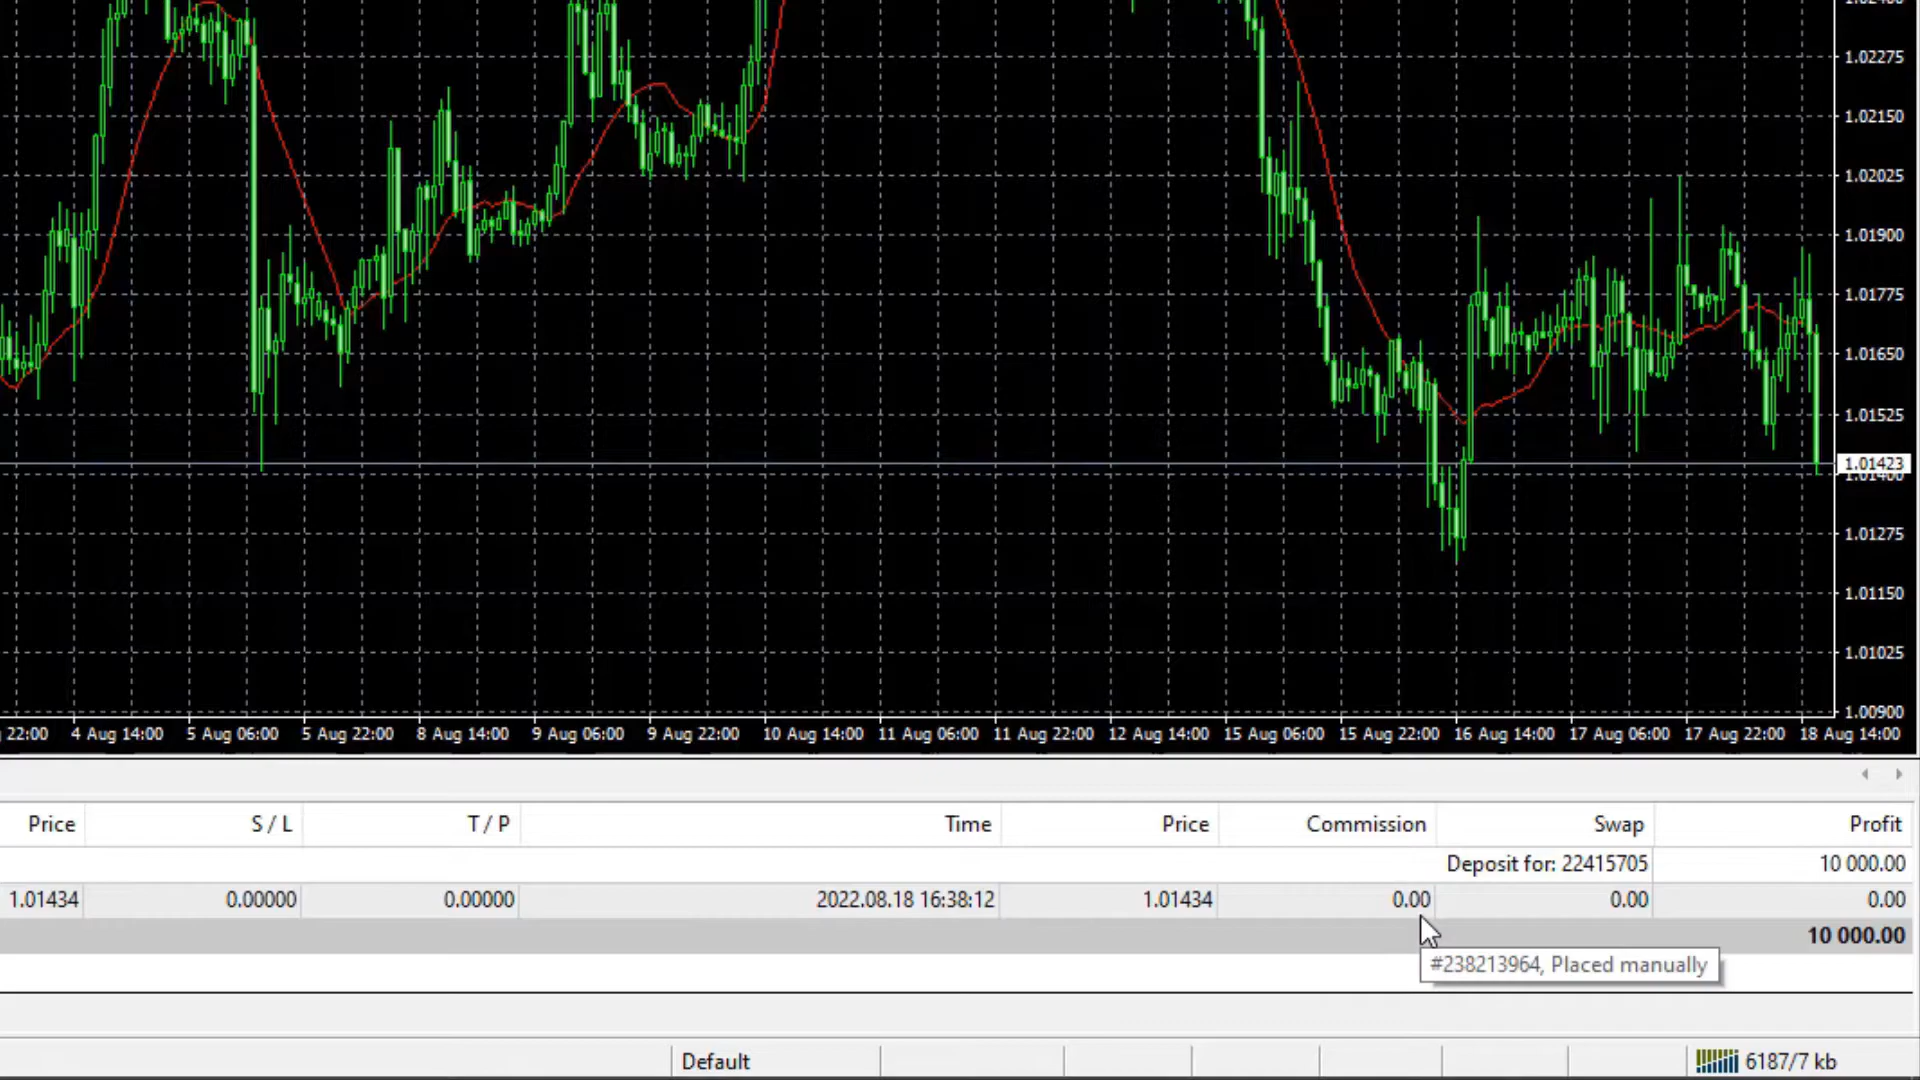 1.02400
1.02275
1.02150
1.02025
1.01900
1.01775
1.01650
1.01525
1.01423
1.01400
1.01275
1.01150
1.01025
1.00900
22:00 4 Aug 14:00 5 Aug 06:00 5 Aug 22:00 8 Aug 14:00 9 Aug 06:00 9 Aug 22:00 10 Aug 14:00 11 Aug 06:00 11 Aug 22:00 12 Aug 14:00 15 Aug 06:00 15 Aug 22:00 16 Aug 14:00 17 Aug 06:00 17 Aug 22:00 18 Aug 14:00
Price S / L T / P Time Price Commission Swap Profit
Deposit for: 22415705 10 000.00
1.01434 0.00000 0.00000 2022.08.18 16:38:12 1.01434 0.00 0.00 0.00
10 000.00
#238213964, Placed manually
Default 6187/7 kb